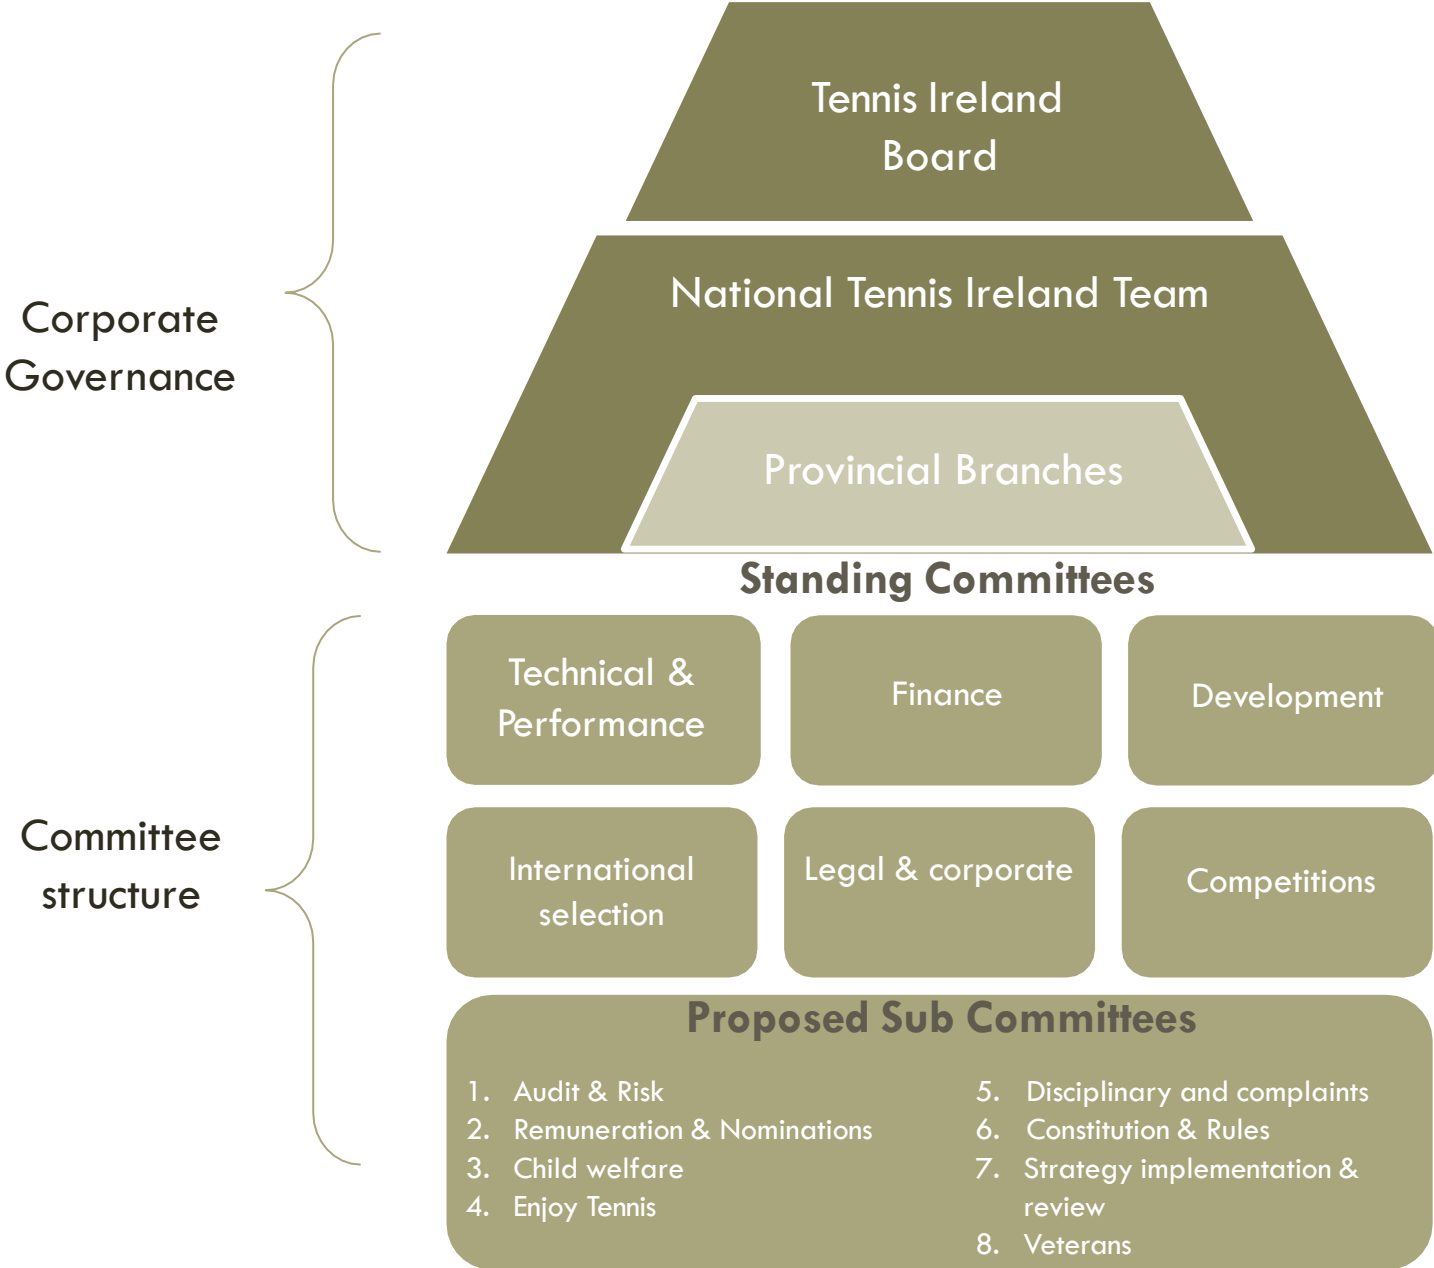 Tennis Ireland
Board
National Tennis Ireland Team
Corporate
Governance
Provincial Branches
Standing Committees
Technical &
Performance
Finance
Development
Committee
structure
International
selection
Legal & corporate
Competitions
Proposed Sub Committees
1. Audit & Risk
2. Remuneration & Nominations
3. Child welfare
4. Enjoy Tennis
5. Disciplinary and complaints
6. Constitution & Rules
7. Strategy implementation &
review
8. Veterans